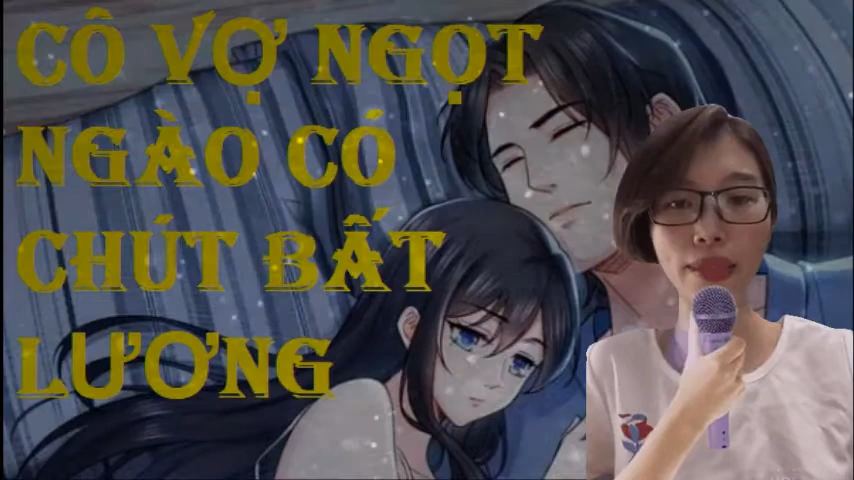 CÔ VỢ NGỌT
NGÀO CÓ
CHÚT BẤT
LƯƠNG